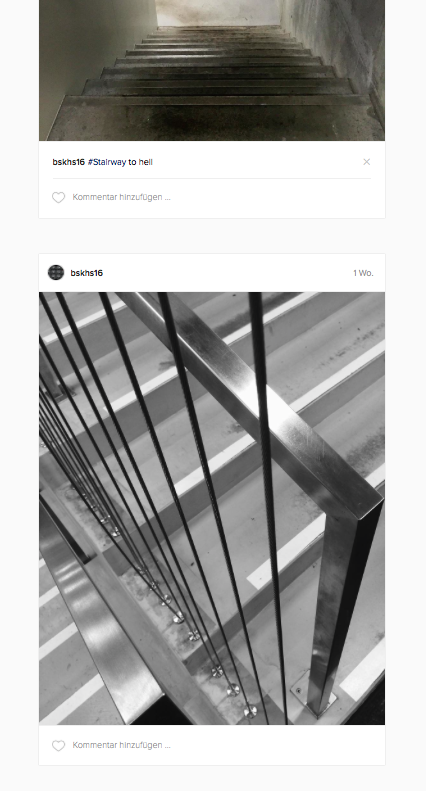 bskhs16 #Stairway to hell
Kommentar hinzufügen ...
bskhs16 1 Wo.
Kommentar hinzufügen ...